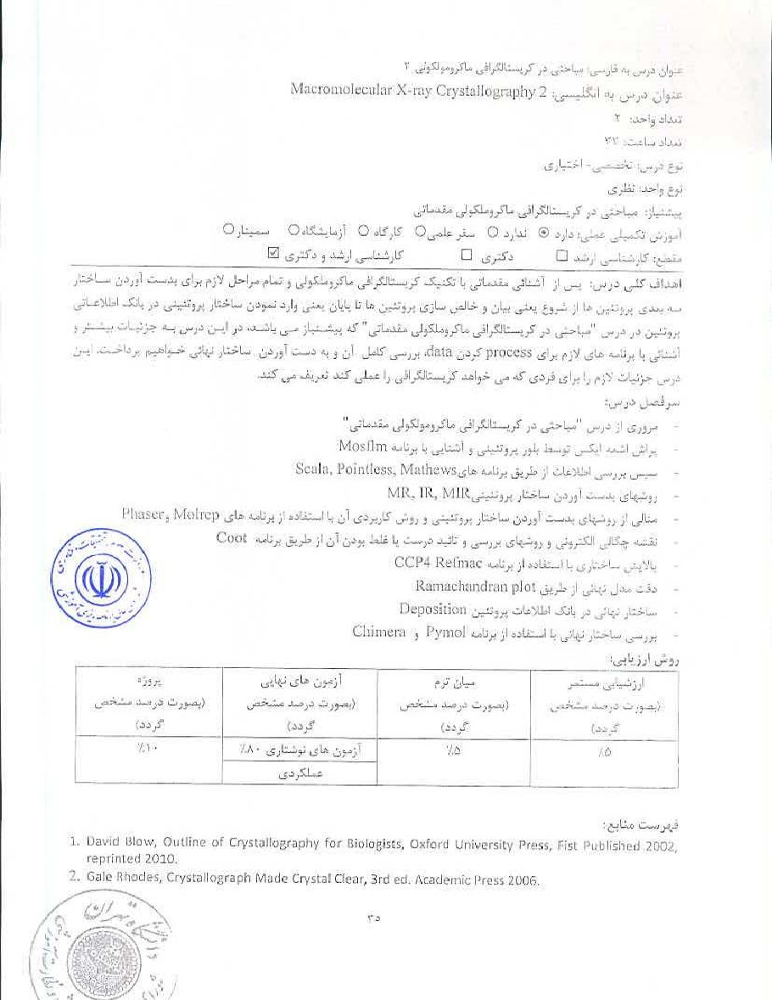 عنوان درس به فارسی: مباحثی در کریستالگرافی ماکرومولکولی ۲
عنوان درس به انگلیسی: Macromolecular X-ray Crystallography 2
تعداد واحد: ۲
تعداد ساعت: ۳۲
نوع درس: تخصصی- اختیاری
نوع واحد: نظری
پیشنیاز: مباحثی در کریستالگرافی ماکروملکولی مقدماتی
آموزش تکمیلی عملی: دارد ◉ ندارد ○ سفر علمی ○ کارگاه ○ آزمایشگاه ○ سمینار ○
مقطع: کارشناسی ارشد ☐ دکتری ☐ کارشناسی ارشد و دکتری ☑
اهداف کلی درس: پس از آشنائی مقدماتی با تکنیک کریستالگرافی ماکروملکولی و تمام مراحل لازم برای بدست آوردن ساختار
سه بعدی پروتئین ها از شروع یعنی بیان و خالص سازی پروتئین ها تا پایان یعنی وارد نمودن ساختار پروتئینی در بانک اطلاعاتی
پروتئین در درس "مباحثی در کریستالگرافی ماکروملکولی مقدماتی" که پیشنیاز می باشد، در این درس به جزئیات بیشتر و
آشنائی با برنامه های لازم برای process کردن data، بررسی کامل آن و به دست آوردن ساختار نهائی خواهیم پرداخت. این
درس جزئیات لازم را برای فردی که می خواهد کریستالگرافی را عملی کند تعریف می کند.
سرفصل درس:
- مروری از درس "مباحثی در کریستالگرافی ماکرومولکولی مقدماتی"
- پراش اشعه ایکس توسط بلور پروتئینی و آشنایی با برنامه Mosflm
- سپس بررسی اطلاعات از طریق برنامه های Scala, Pointless, Mathews
- روشهای بدست آوردن ساختار پروتئینی MR, IR, MIR
- مثالی از روشهای بدست آوردن ساختار پروتئینی و روش کاربردی آن با استفاده از برنامه های Molrep و Phaser
- نقشه چگالی الکترونی و روشهای بررسی و تائید درست یا غلط بودن آن از طریق برنامه Coot
- پالایش ساختاری با استفاده از برنامه CCP4 Refmac
- دقت مدل نهائی از طریق Ramachandran plot
- ساختار نهائی در بانک اطلاعات پروتئین Deposition
- بررسی ساختار نهائی با استفاده از برنامه Pymol و Chimera
روش ارزیابی:
ارزشیابی مستمر میان ترم آزمون های نهایی پروژه
(بصورت درصد مشخص (بصورت درصد مشخص (بصورت درصد مشخص (بصورت درصد مشخص
گردد) گردد) گردد) گردد)
۵٪ ۵٪ آزمون های نوشتاری ۸۰٪ ۱۰٪
عملکردی
فهرست منابع:
1. David Blow, Outline of Crystallography for Biologists, Oxford University Press, Fist Published 2002,
reprinted 2010.
2. Gale Rhodes, Crystallograph Made Crystal Clear, 3rd ed. Academic Press 2006.
۳۵
دانشگاه تهران